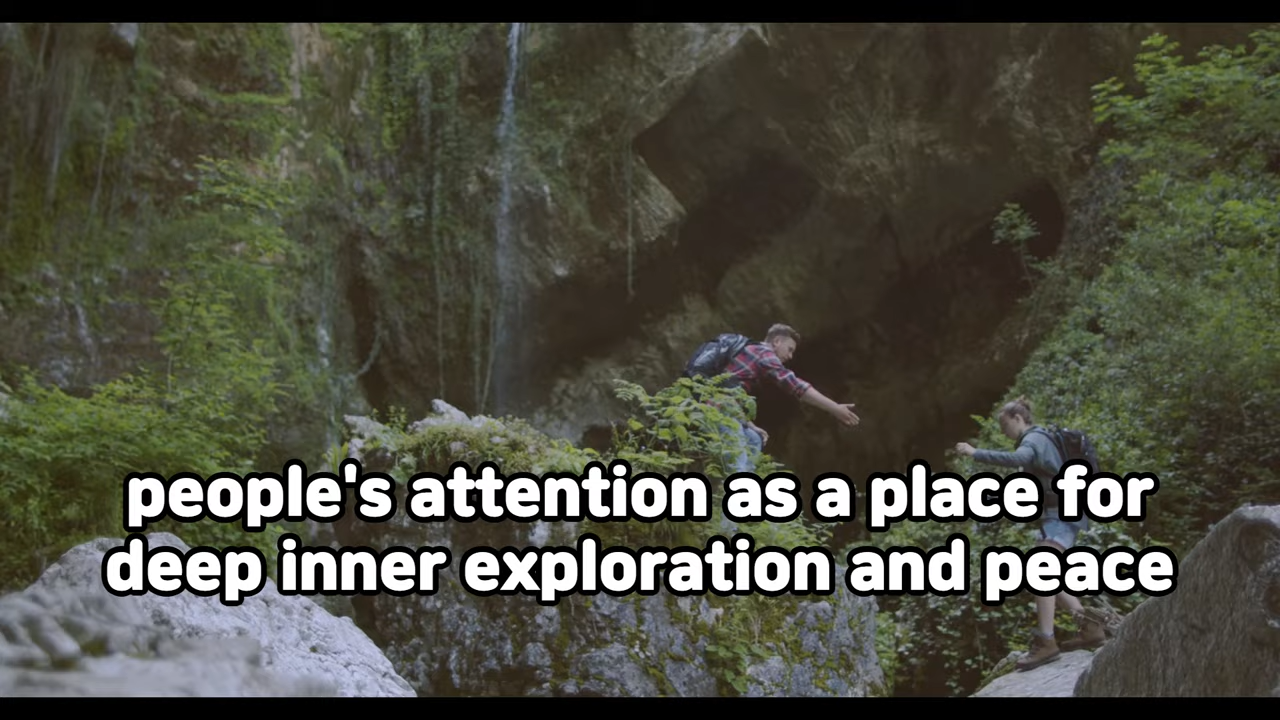 people's attention as a place for
deep inner exploration and peace